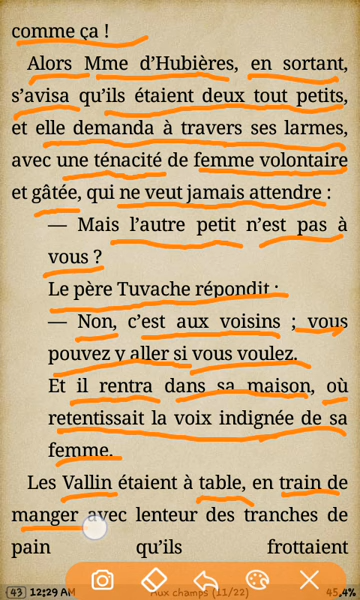 comme ça !
Alors Mme d'Hubières, en sortant,
s'avisa qu'ils étaient deux tout petits,
et elle demanda à travers ses larmes,
avec une ténacité de femme volontaire
et gâtée, qui ne veut jamais attendre :
— Mais l'autre petit n'est pas à
vous ?
Le père Tuvache répondit :
— Non, c'est aux voisins ; vous
pouvez y aller si vous voulez.
Et il rentra dans sa maison, où
retentissait la voix indignée de sa
femme.
Les Vallin étaient à table, en train de
manger avec lenteur des tranches de
pain qu'ils frottaient
43 12:29 AM Aux champs (11/22) 45.4%